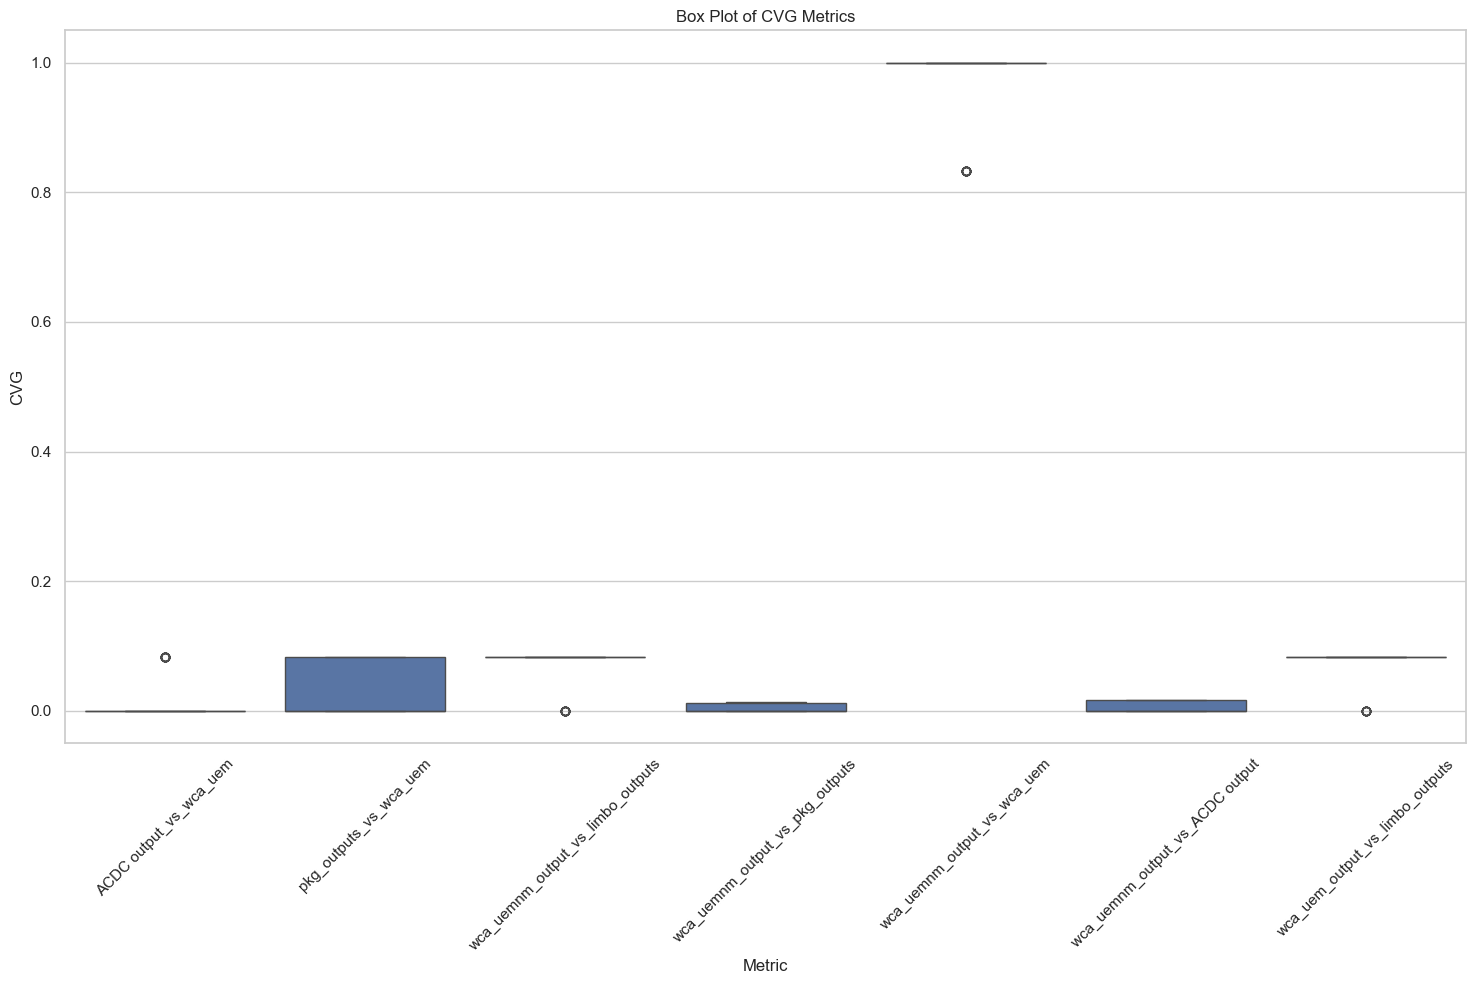 Box Plot of CVG Metrics
1.0
0.8
0.6
0.4
0.2
0.0
CVG
ACDC output_vs_wca_uem
pkg_outputs_vs_wca_uem
wca_uemnm_output_vs_limbo_outputs
wca_uemnm_output_vs_pkg_outputs
wca_uemnm_output_vs_wca_uem
wca_uemnm_output_vs_ACDC output
wca_uem_output_vs_limbo_outputs
Metric